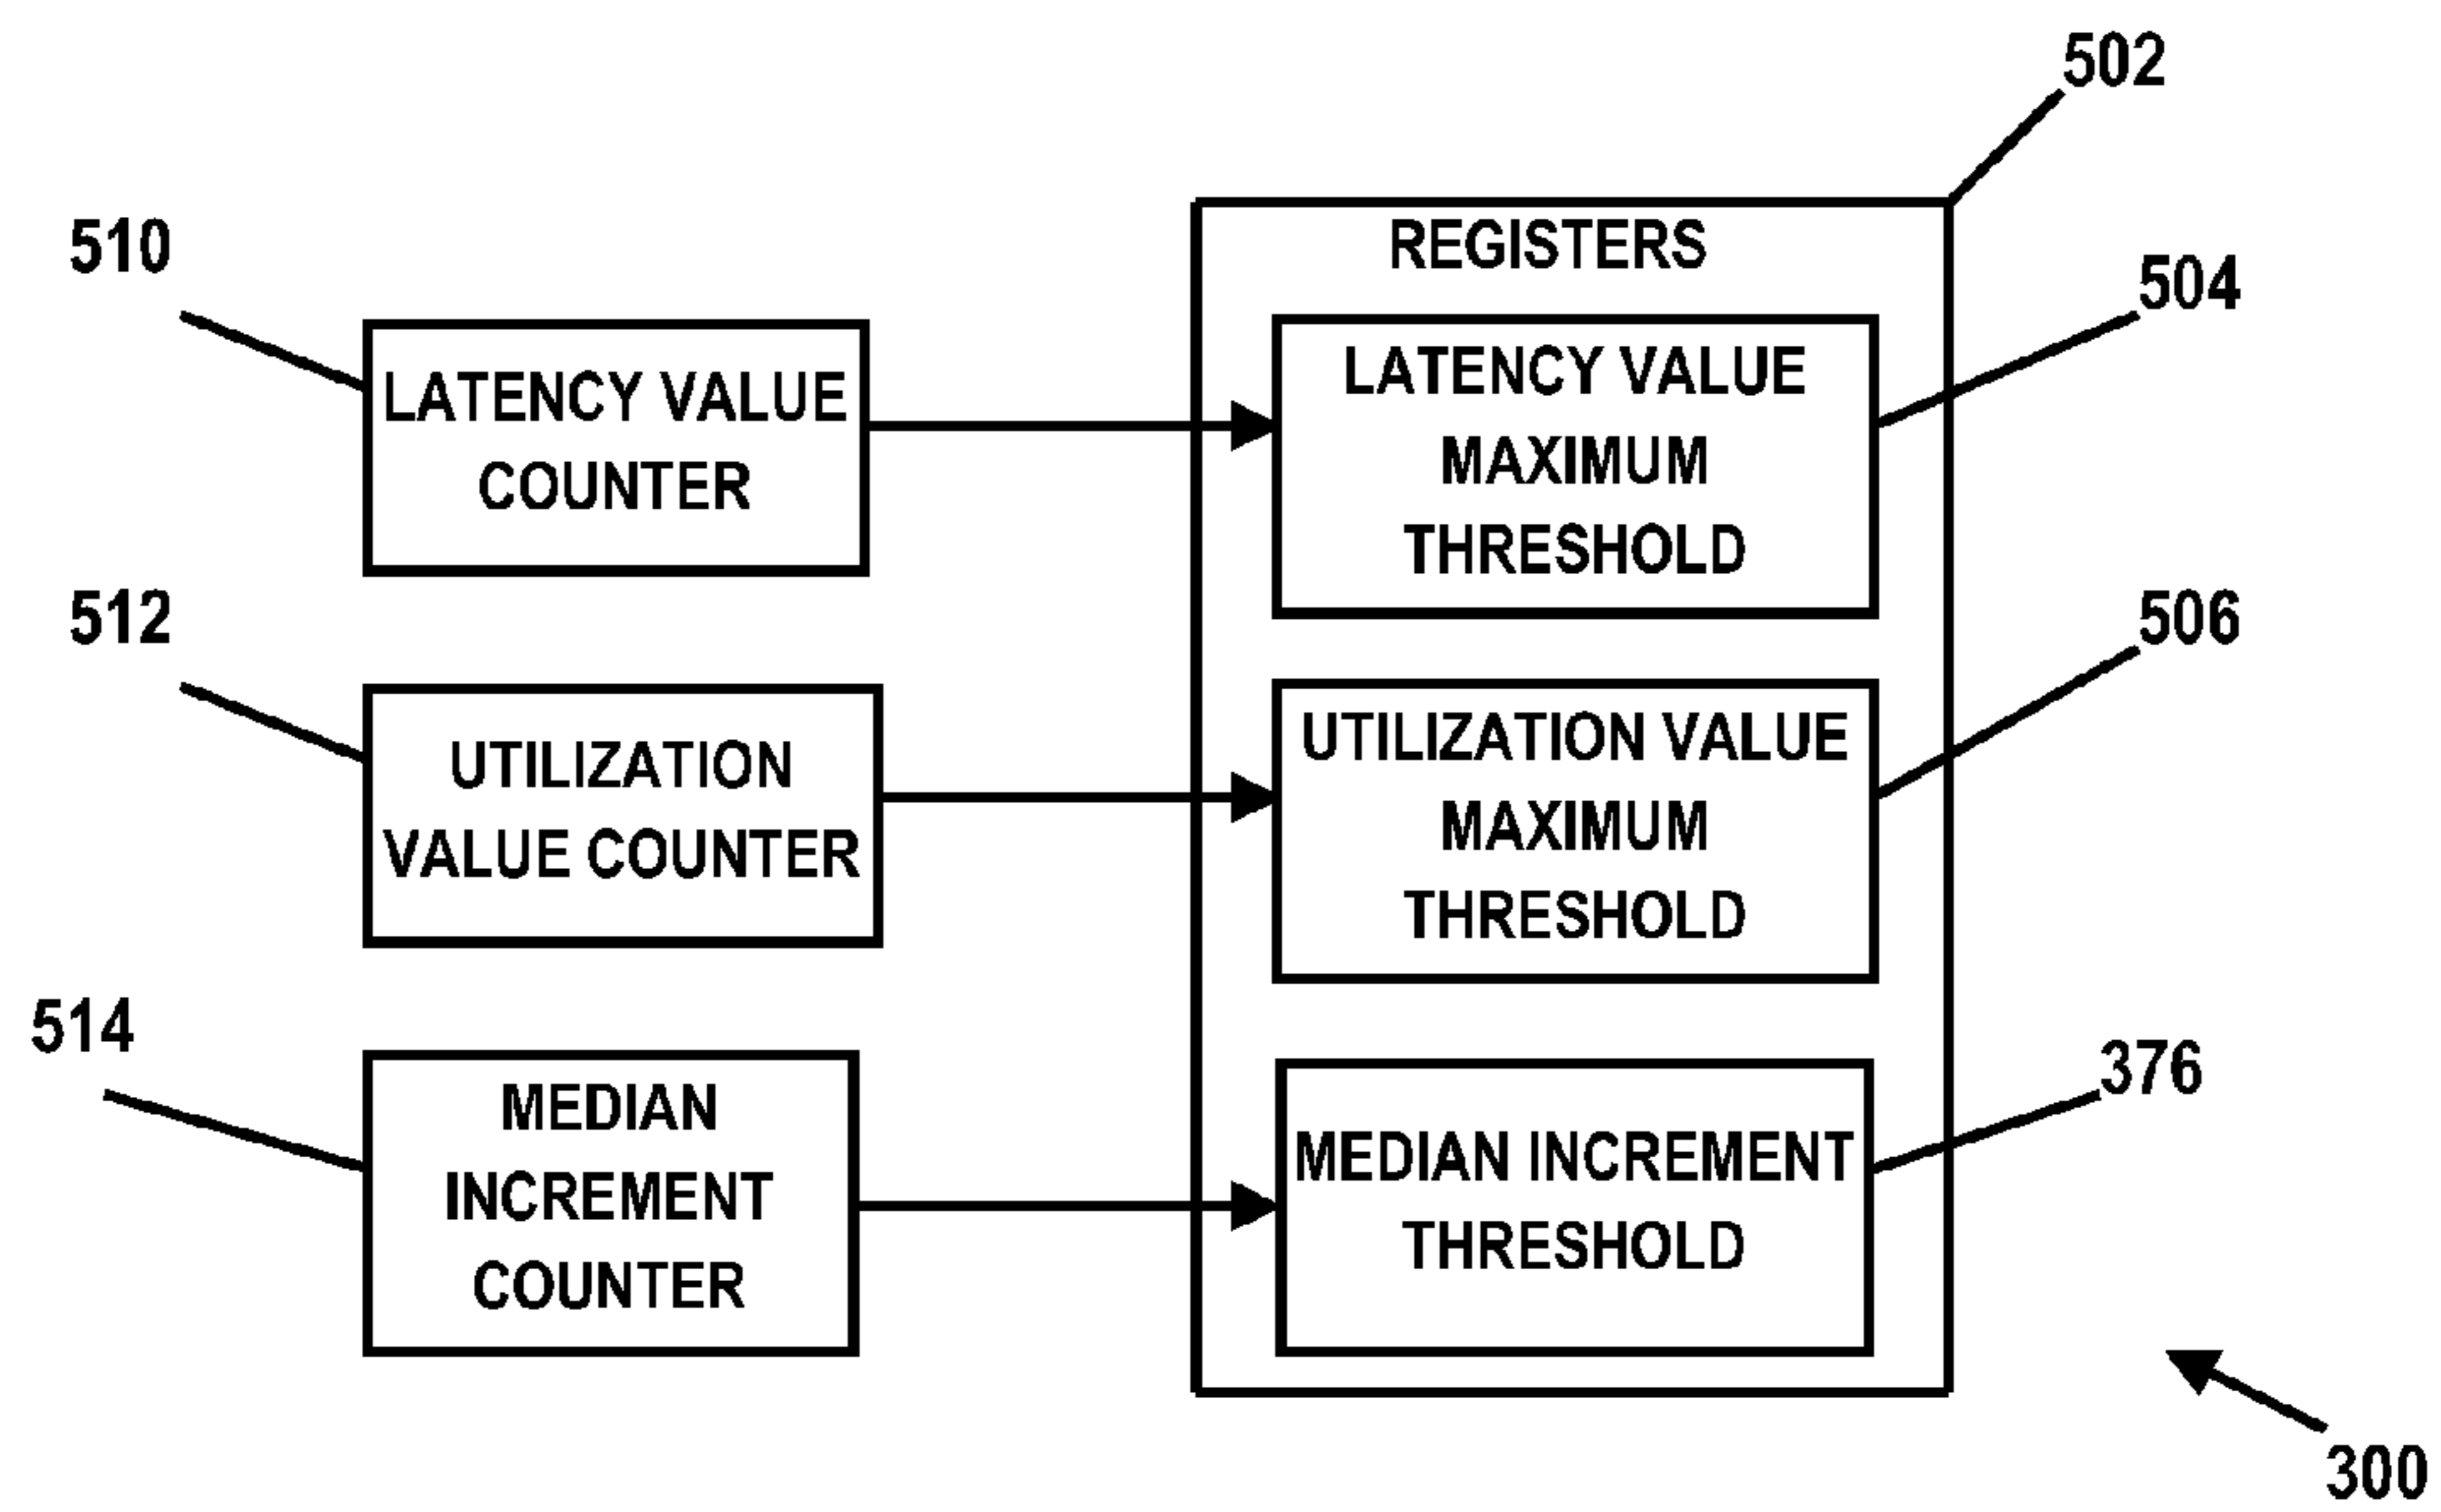 502
REGISTERS
510
504
LATENCY VALUE
COUNTER
LATENCY VALUE
MAXIMUM
THRESHOLD
512
506
UTILIZATION
VALUE COUNTER
UTILIZATION VALUE
MAXIMUM
THRESHOLD
514
376
MEDIAN
INCREMENT
COUNTER
MEDIAN INCREMENT
THRESHOLD
300